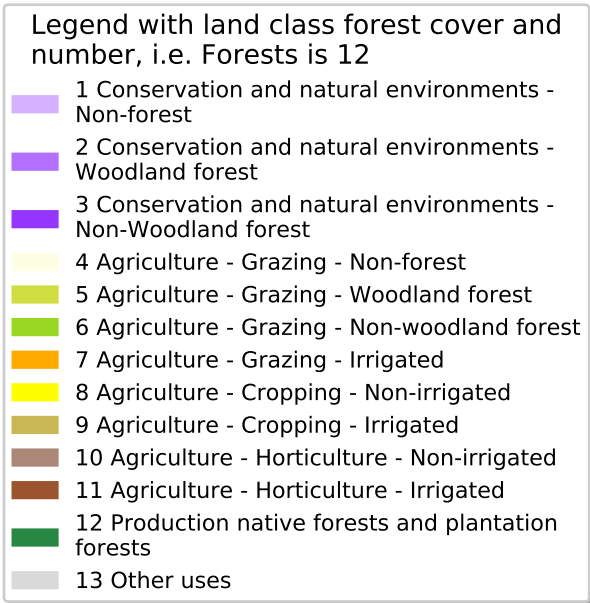 Legend with land class forest cover and
number, i.e. Forests is 12
1 Conservation and natural environments -
Non-forest
2 Conservation and natural environments -
Woodland forest
3 Conservation and natural environments -
Non-Woodland forest
4 Agriculture - Grazing - Non-forest
5 Agriculture - Grazing - Woodland forest
6 Agriculture - Grazing - Non-woodland forest
7 Agriculture - Grazing - Irrigated
8 Agriculture - Cropping - Non-irrigated
9 Agriculture - Cropping - Irrigated
10 Agriculture - Horticulture - Non-irrigated
11 Agriculture - Horticulture - Irrigated
12 Production native forests and plantation
forests
13 Other uses